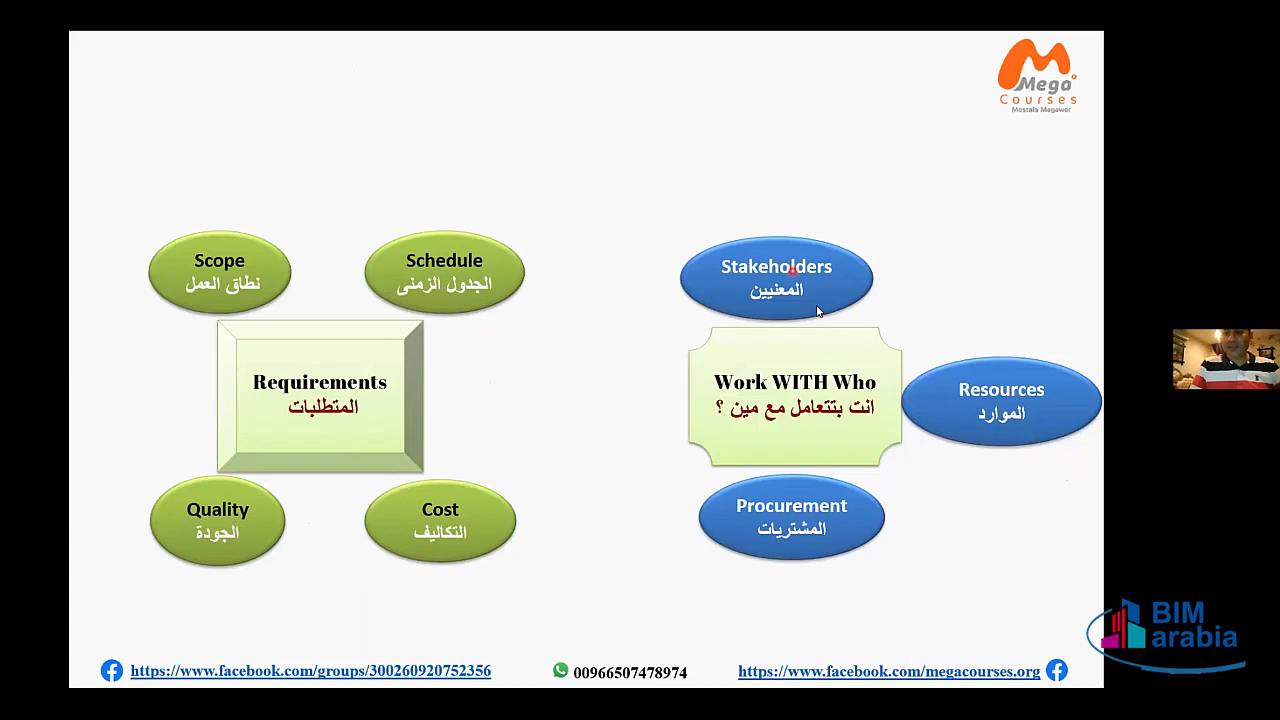 Mega
Courses
Mostafa Megawer
Scope
نطاق العمل
Schedule
الجدول الزمنى
Requirements
المتطلبات
Quality
الجودة
Cost
التكاليف
Stakeholders
المعنيين
Work WITH Who
انت بتتعامل مع مين ؟
Resources
الموارد
Procurement
المشتريات
BIM
arabia
https://www.facebook.com/groups/300260920752356
00966507478974
https://www.facebook.com/megacourses.org